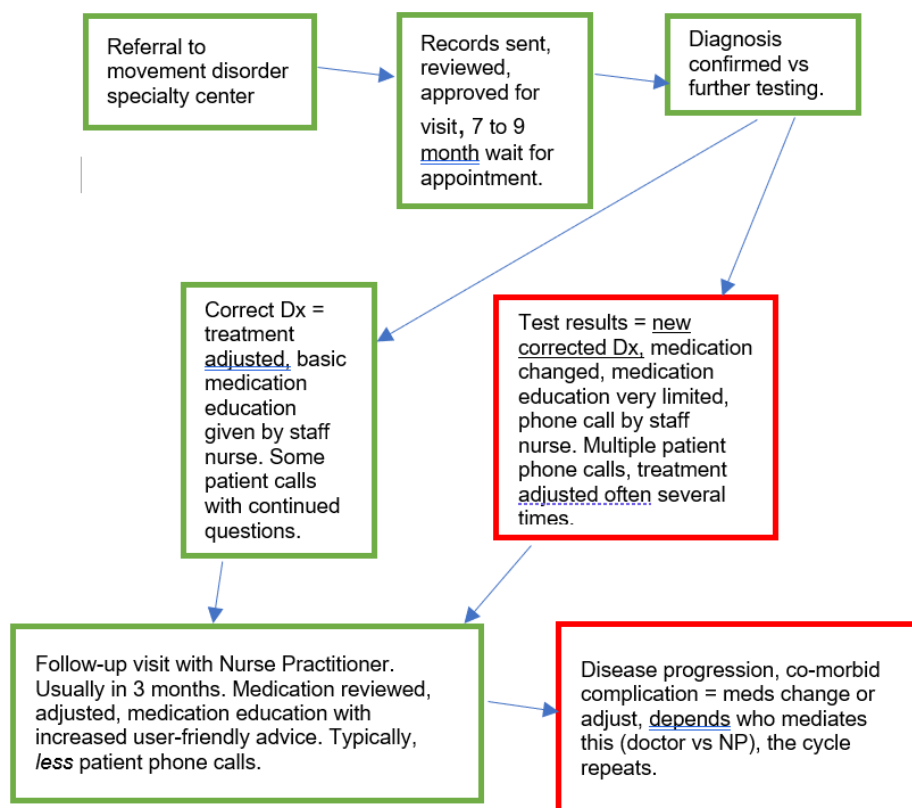 Referral to
movement disorder
specialty center
Records sent,
reviewed,
approved for
visit, 7 to 9
month wait for
appointment.
Diagnosis
confirmed vs
further testing.
Correct Dx =
treatment
adjusted, basic
medication
education
given by staff
nurse. Some
patient calls
with continued
questions.
Test results = new
corrected Dx, medication
changed, medication
education very limited,
phone call by staff
nurse. Multiple patient
phone calls, treatment
adjusted often several
times.
Follow-up visit with Nurse Practitioner.
Usually in 3 months. Medication reviewed,
adjusted, medication education with
increased user-friendly advice. Typically,
less patient phone calls.
Disease progression, co-morbid
complication = meds change or
adjust, depends who mediates
this (doctor vs NP), the cycle
repeats.